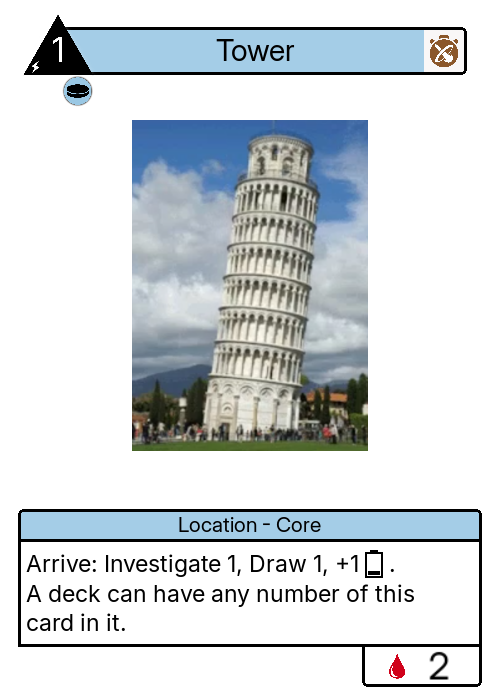 1
Tower
Location - Core
Arrive: Investigate 1, Draw 1, +1 .
A deck can have any number of this
card in it.
2